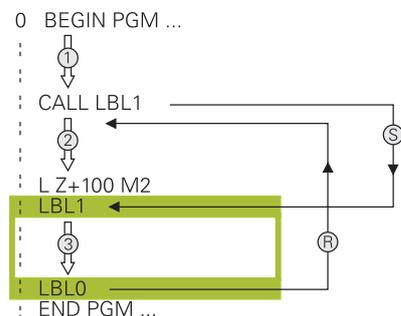 0 BEGIN PGM ...
1
CALL LBL1
S
2
L Z+100 M2
LBL1
3
R
LBL0
END PGM ...